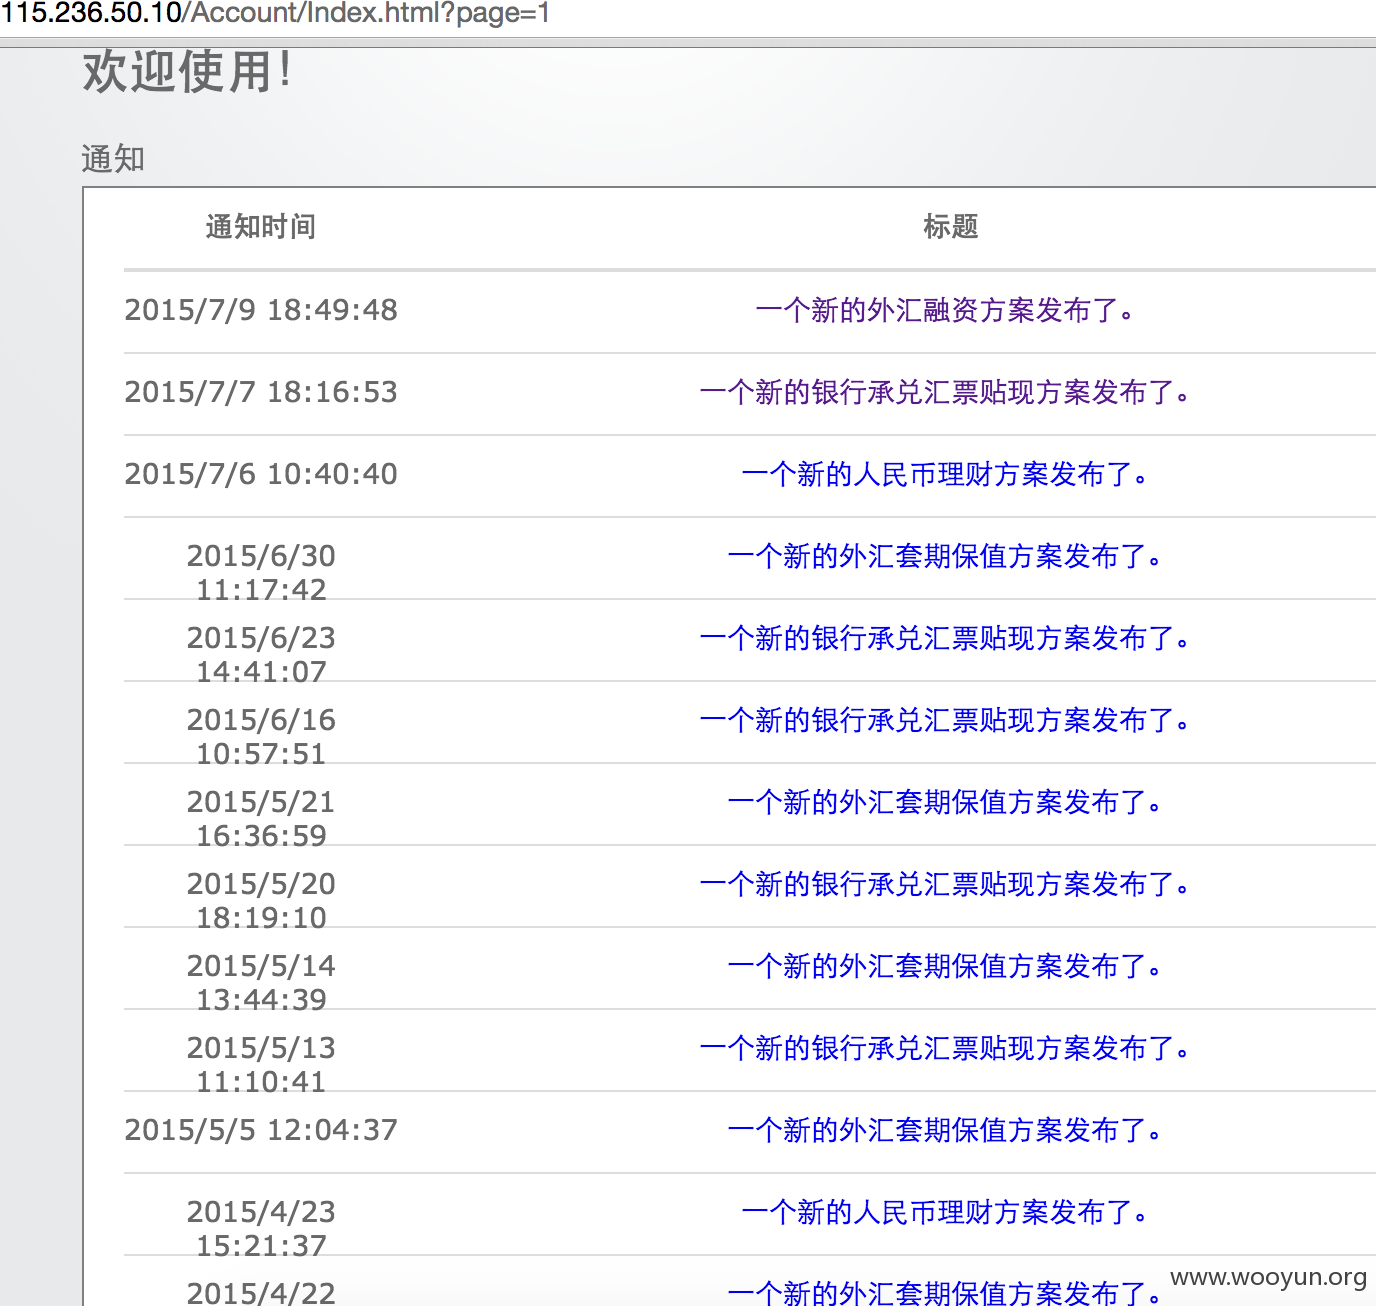 115.236.50.10/Account/Index.html?page=1
欢迎使用!
通知
通知时间 标题
2015/7/9 18:49:48 一个新的外汇融资方案发布了。
2015/7/7 18:16:53 一个新的银行承兑汇票贴现方案发布了。
2015/7/6 10:40:40 一个新的人民币理财方案发布了。
2015/6/30 一个新的外汇套期保值方案发布了。
11:17:42
2015/6/23 一个新的银行承兑汇票贴现方案发布了。
14:41:07
2015/6/16 一个新的银行承兑汇票贴现方案发布了。
10:57:51
2015/5/21 一个新的外汇套期保值方案发布了。
16:36:59
2015/5/20 一个新的银行承兑汇票贴现方案发布了。
18:19:10
2015/5/14 一个新的外汇套期保值方案发布了。
13:44:39
2015/5/13 一个新的银行承兑汇票贴现方案发布了。
11:10:41
2015/5/5 12:04:37 一个新的外汇套期保值方案发布了。
2015/4/23 一个新的人民币理财方案发布了。
15:21:37
2015/4/22 一个新的外汇套期保值方案发布了。
www.wooyun.org